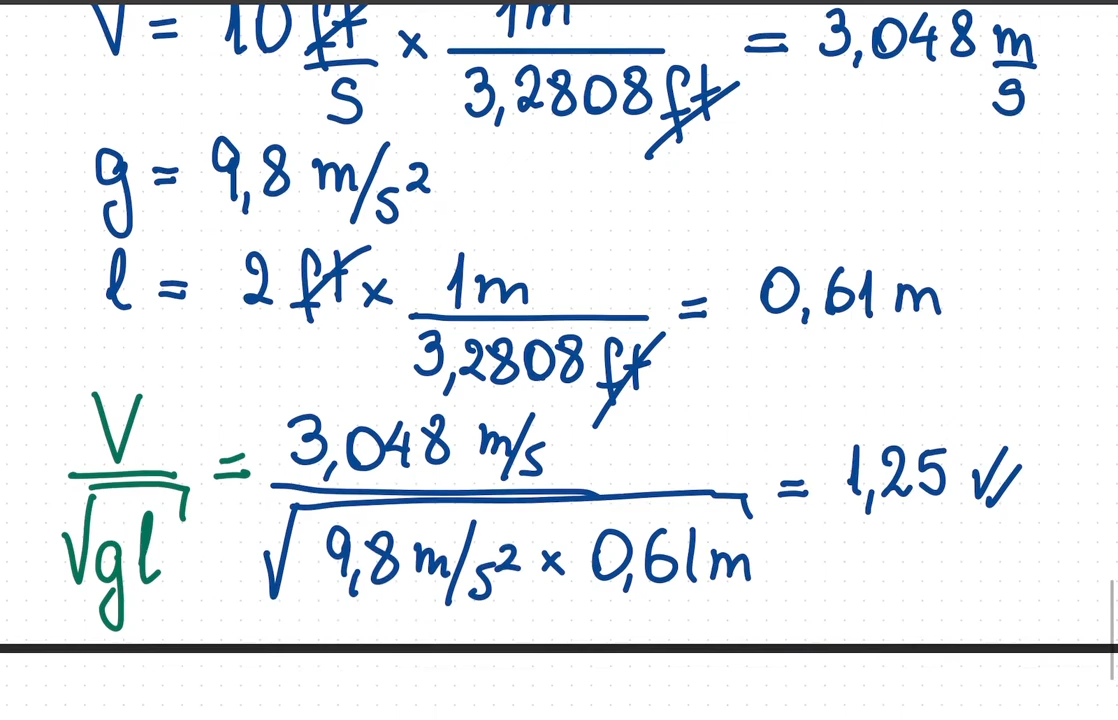 V = 10 ft/s × 1m/3,2808 ft = 3,048 m/s
g = 9,8 m/s²
l = 2 ft × 1m/3,2808 ft = 0,61 m
V/√gl = 3,048 m/s / √9,8 m/s² × 0,61m = 1,25